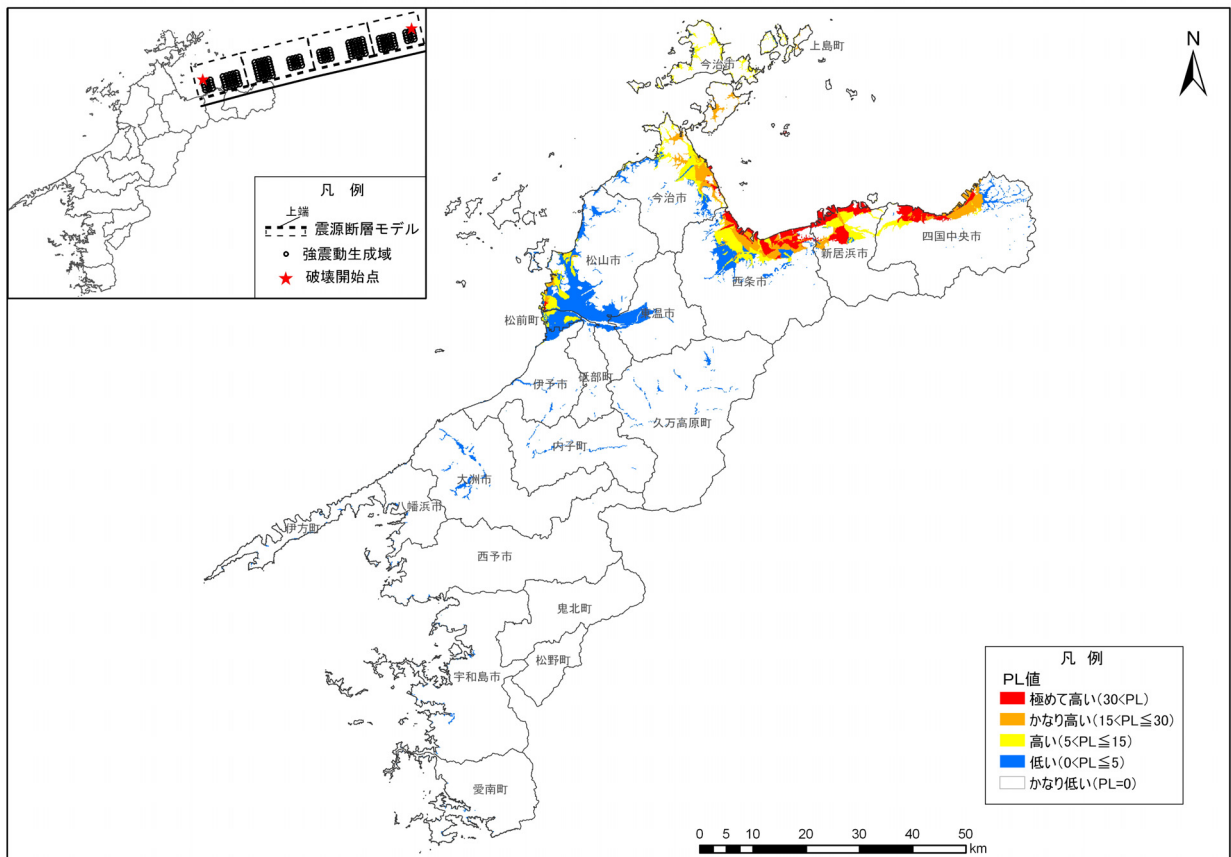 凡 例
上端
震源断層モデル
強震動生成域
破壊開始点
N
上島町
今治市
今治市
四国中央市
新居浜市
西条市
松山市
東温市
松前町
伊予市
砥部町
久万高原町
内子町
大洲市
八幡浜市
伊方町
西予市
鬼北町
松野町
宇和島市
愛南町
凡 例
PL値
極めて高い(30<PL)
かなり高い(15<PL≦30)
高い(5<PL≦15)
低い(0<PL≦5)
かなり低い(PL=0)
0 5 10 20 30 40 50
km